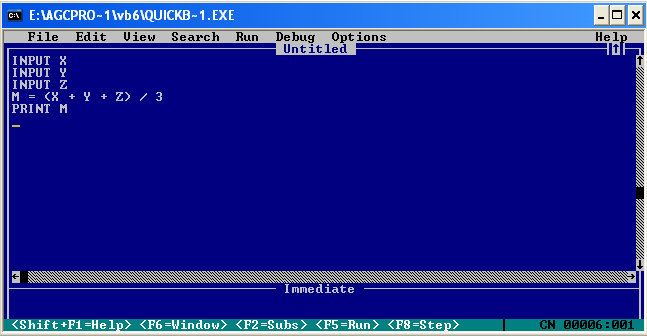 E:\AGCPRO~1\vb6\QUICKB~1.EXE
File Edit View Search Run Debug Options Help
Untitled
INPUT X
INPUT Y
INPUT Z
M = (X + Y + Z) / 3
PRINT M
Immediate
<Shift+F1=Help> <F6=Window> <F2=Subs> <F5=Run> <F8=Step> CN 00006:001